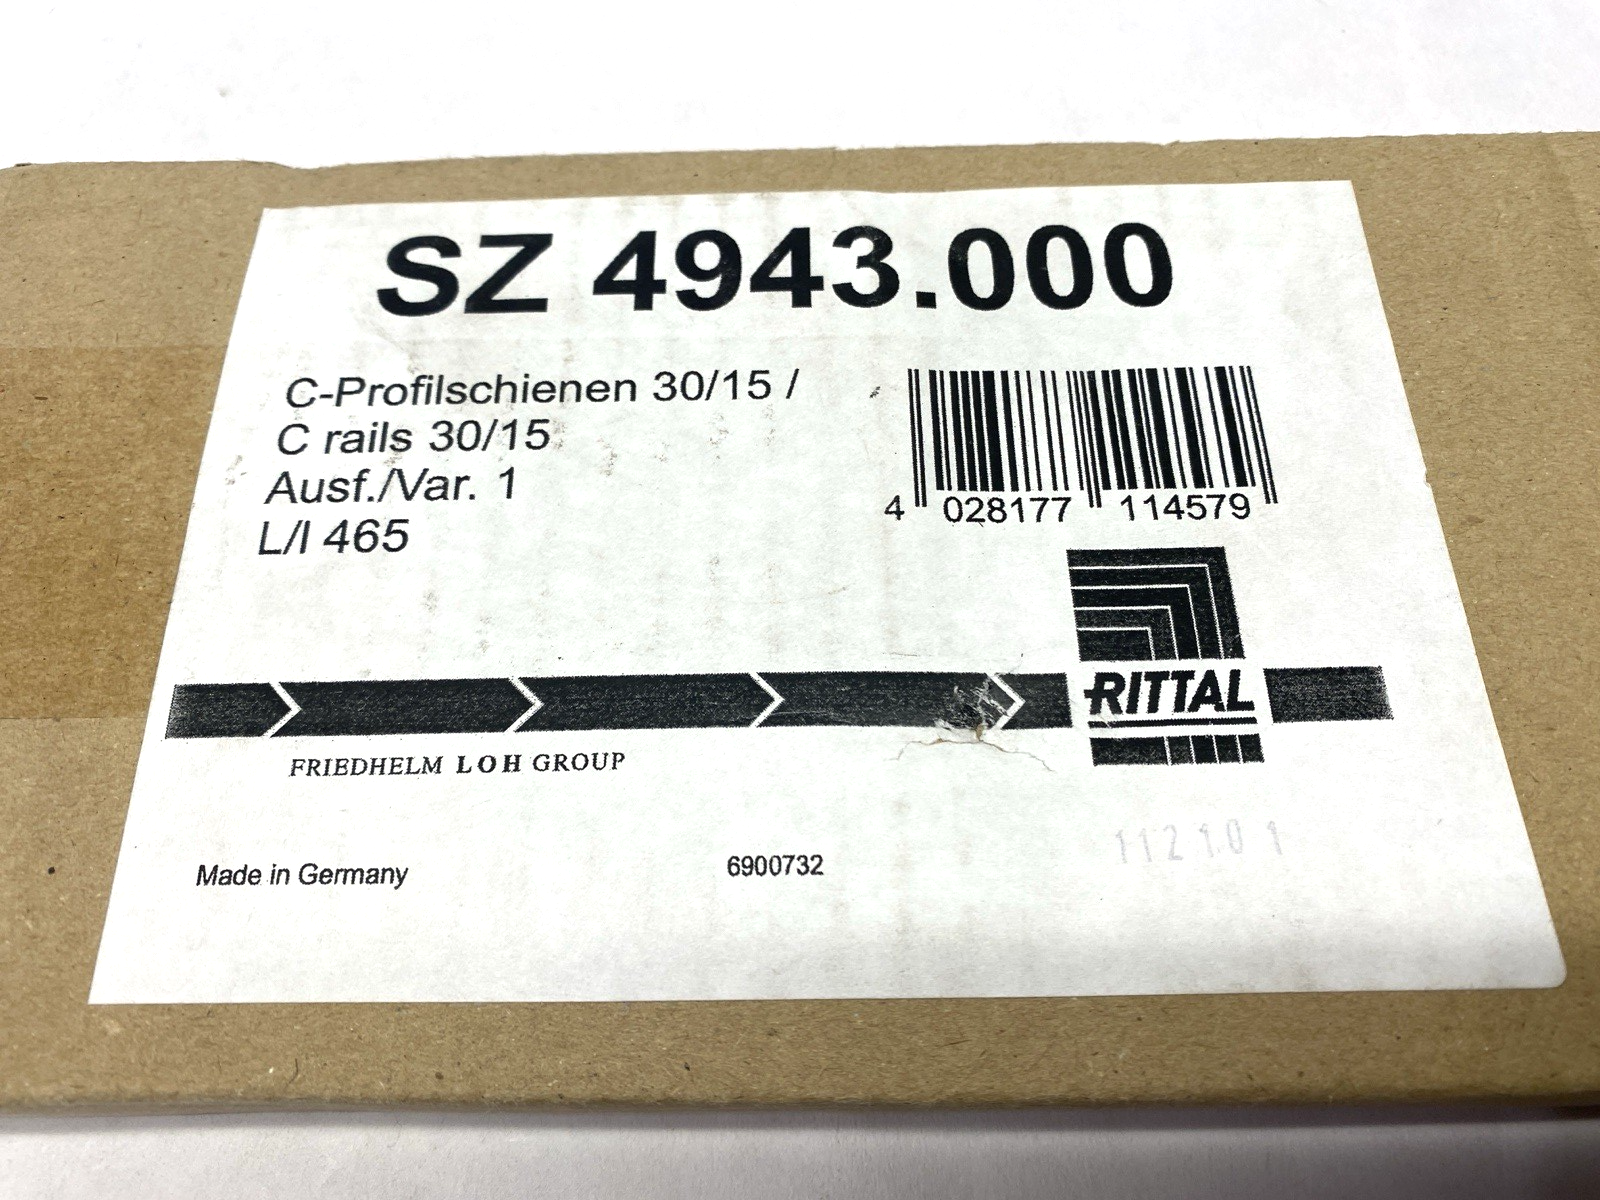 SZ 4943.000
C-Profilschienen 30/15 /
C rails 30/15
Ausf./Var. 1
L/l 465
4 028177 114579
RITTAL
FRIEDHELM LOH GROUP
Made in Germany
6900732
112101